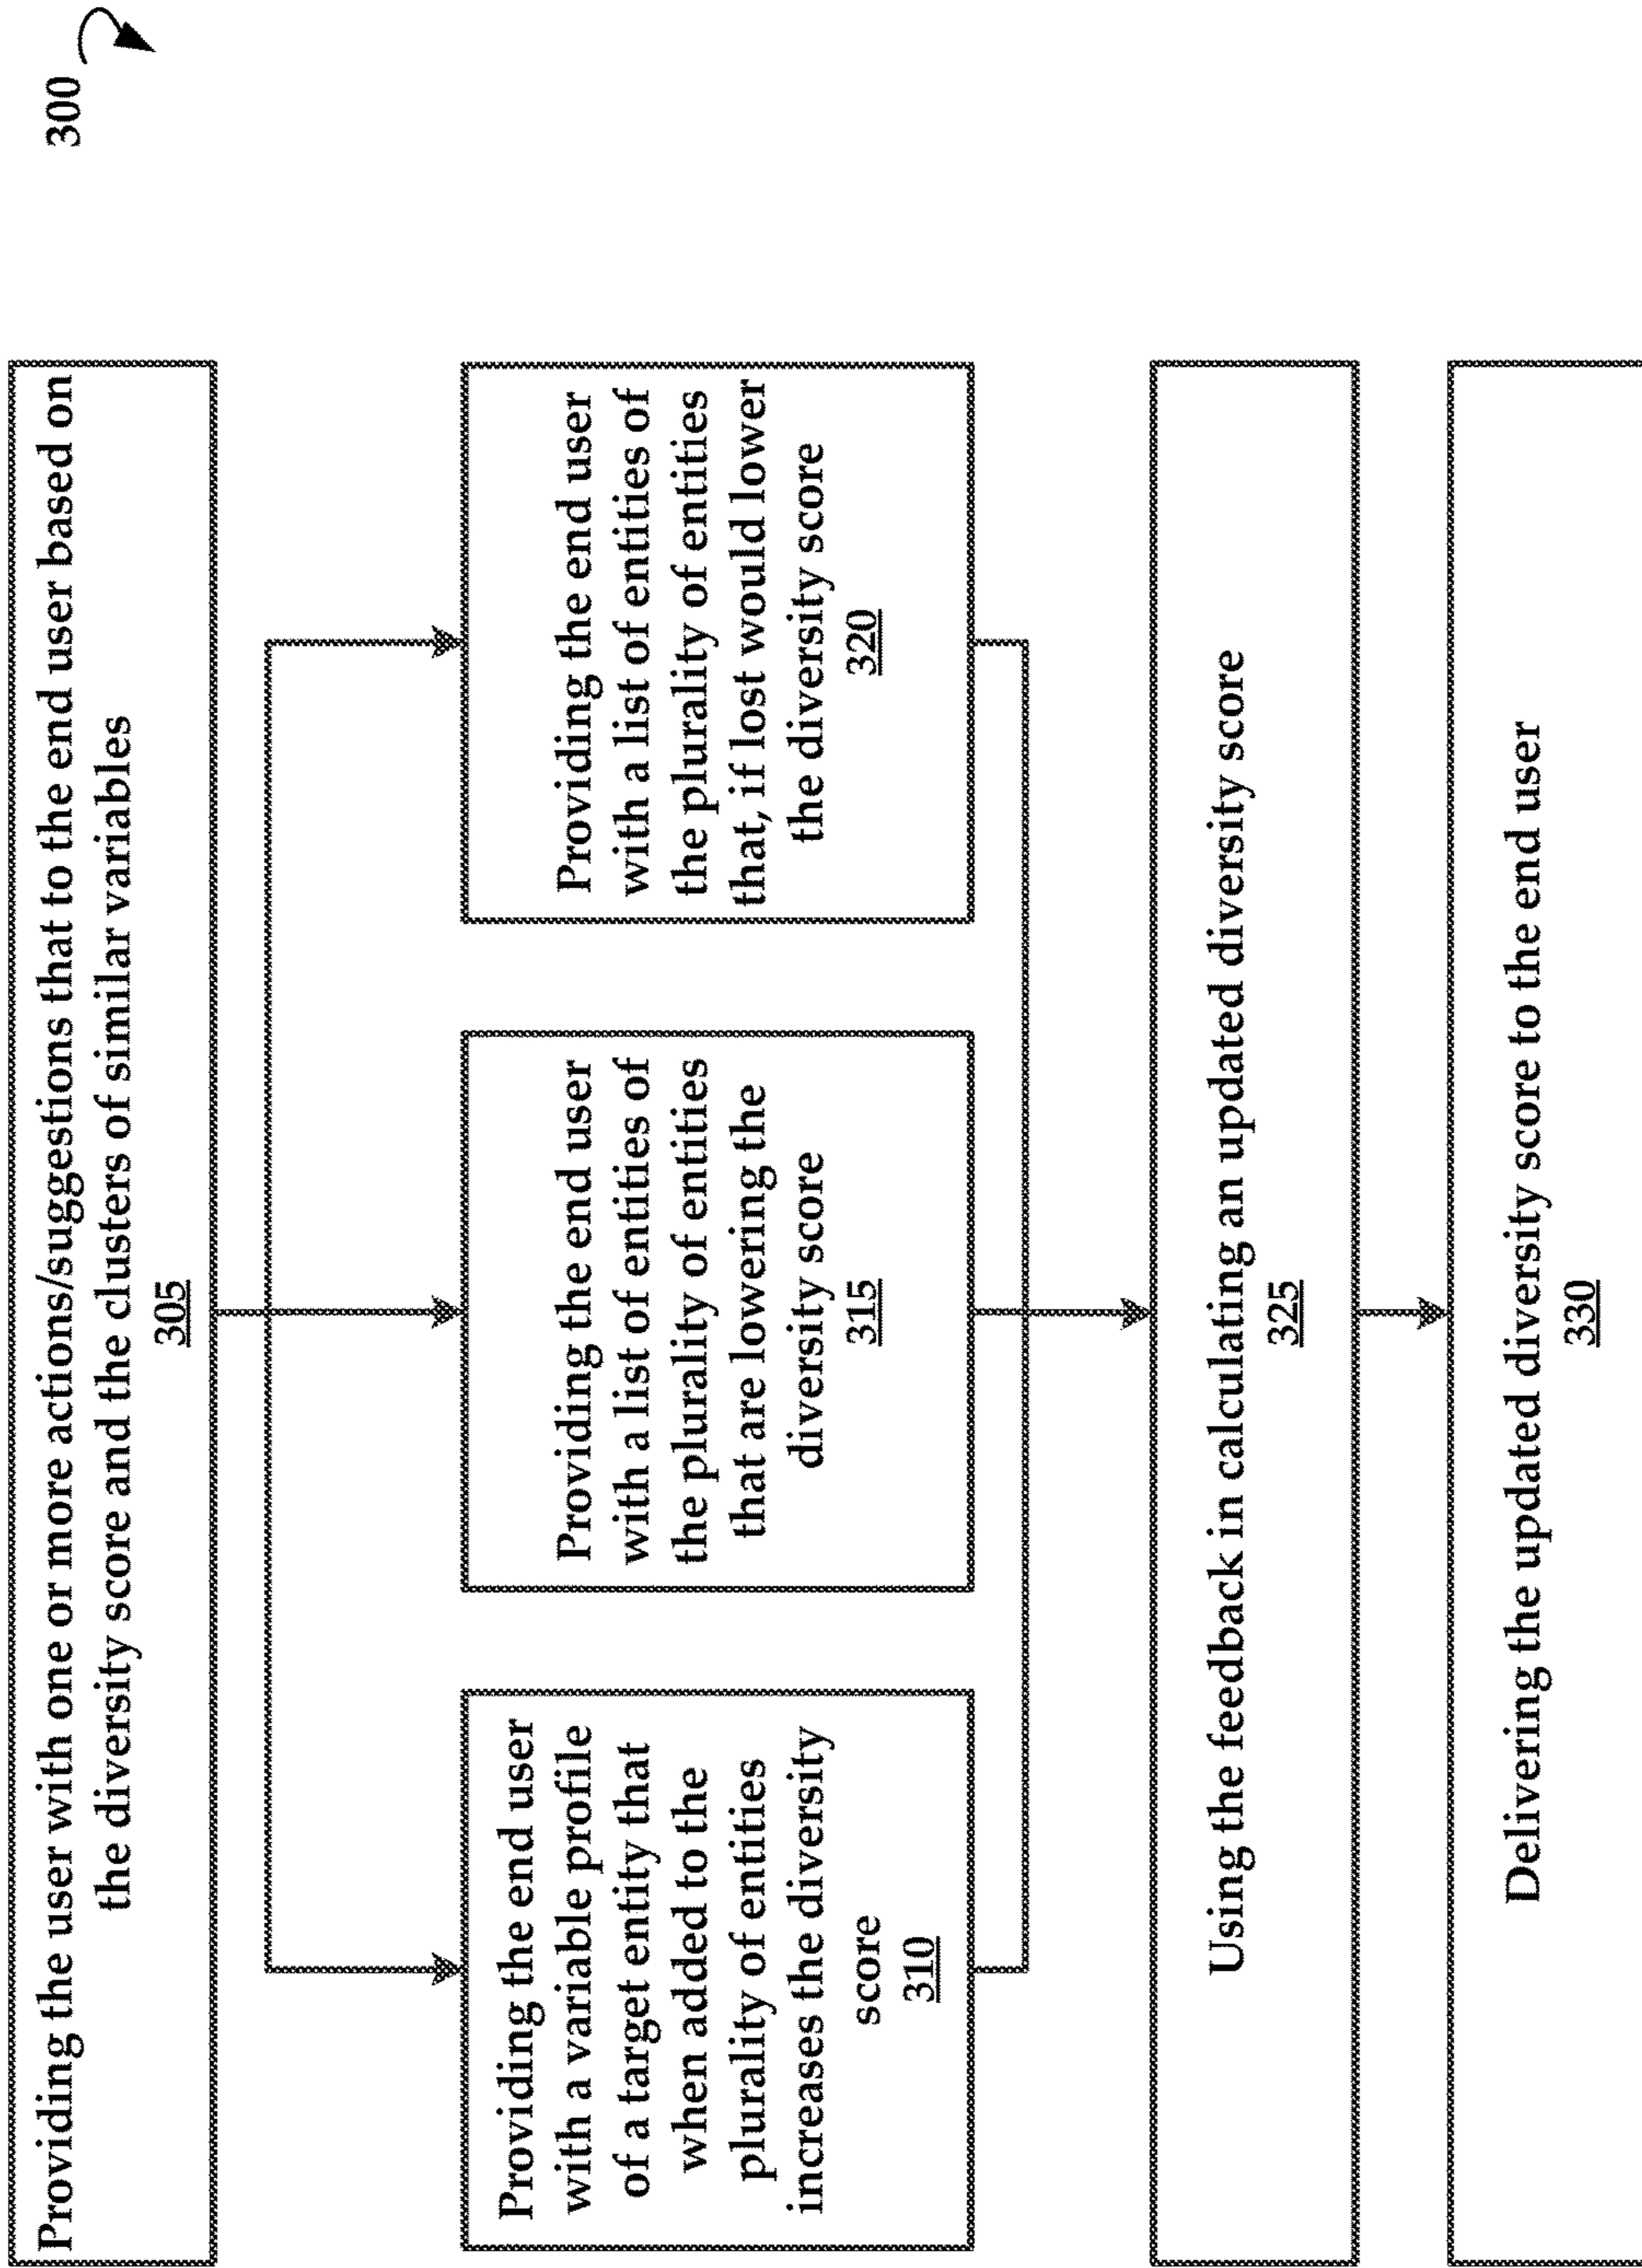 300
Providing the user with one or more actions/suggestions that to the end user based on
the diversity score and the clusters of similar variables
305
Providing the end user
with a variable profile
of a target entity that
when added to the
plurality of entities
increases the diversity
score
310
Providing the end user
with a list of entities of
the plurality of entities
that are lowering the
diversity score
315
Providing the end user
with a list of entities of
the plurality of entities
that, if lost would lower
the diversity score
320
Using the feedback in calculating an updated diversity score
325
Delivering the updated diversity score to the end user
330